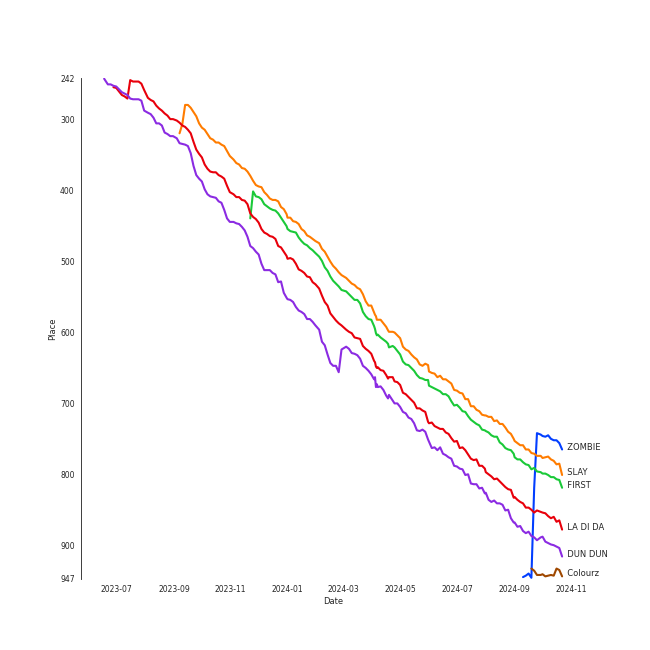 242
300
400
500
600
700
800
900
947
Place
2023-07
2023-09
2023-11
2024-01
2024-03
2024-05
2024-07
2024-09
2024-11
Date
ZOMBIE
SLAY
FIRST
LA DI DA
DUN DUN
Colourz